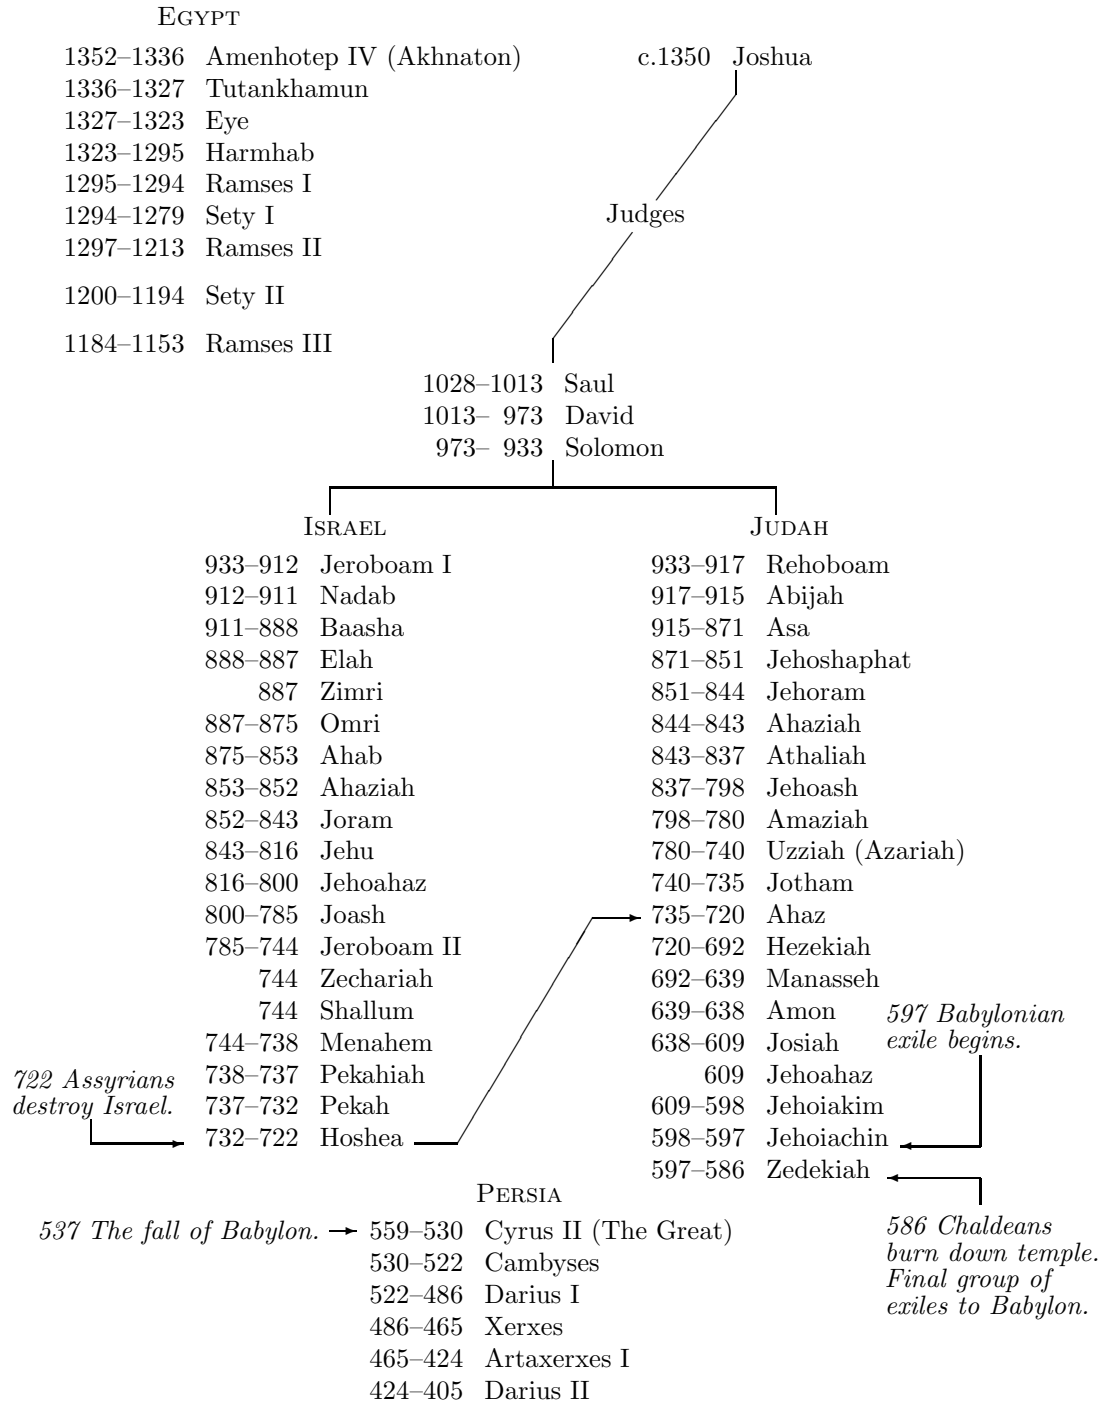 EGYPT
1352–1336 Amenhotep IV (Akhnaton)
1336–1327 Tutankhamun
1327–1323 Eye
1323–1295 Harmhab
1295–1294 Ramses I
1294–1279 Sety I
1297–1213 Ramses II
1200–1194 Sety II
1184–1153 Ramses III
c.1350 Joshua
Judges
1028–1013 Saul
1013– 973 David
973– 933 Solomon
ISRAEL
933–912 Jeroboam I
912–911 Nadab
911–888 Baasha
888–887 Elah
887 Zimri
887–875 Omri
875–853 Ahab
853–852 Ahaziah
852–843 Joram
843–816 Jehu
816–800 Jehoahaz
800–785 Joash
785–744 Jeroboam II
744 Zechariah
744 Shallum
744–738 Menahem
738–737 Pekahiah
737–732 Pekah
732–722 Hoshea
722 Assyrians
destroy Israel.
JUDAH
933–917 Rehoboam
917–915 Abijah
915–871 Asa
871–851 Jehoshaphat
851–844 Jehoram
844–843 Ahaziah
843–837 Athaliah
837–798 Jehoash
798–780 Amaziah
780–740 Uzziah (Azariah)
740–735 Jotham
735–720 Ahaz
720–692 Hezekiah
692–639 Manasseh
639–638 Amon
638–609 Josiah
609 Jehoahaz
609–598 Jehoiakim
598–597 Jehoiachin
597–586 Zedekiah
597 Babylonian
exile begins.
586 Chaldeans
burn down temple.
Final group of
exiles to Babylon.
PERSIA
537 The fall of Babylon.
559–530 Cyrus II (The Great)
530–522 Cambyses
522–486 Darius I
486–465 Xerxes
465–424 Artaxerxes I
424–405 Darius II